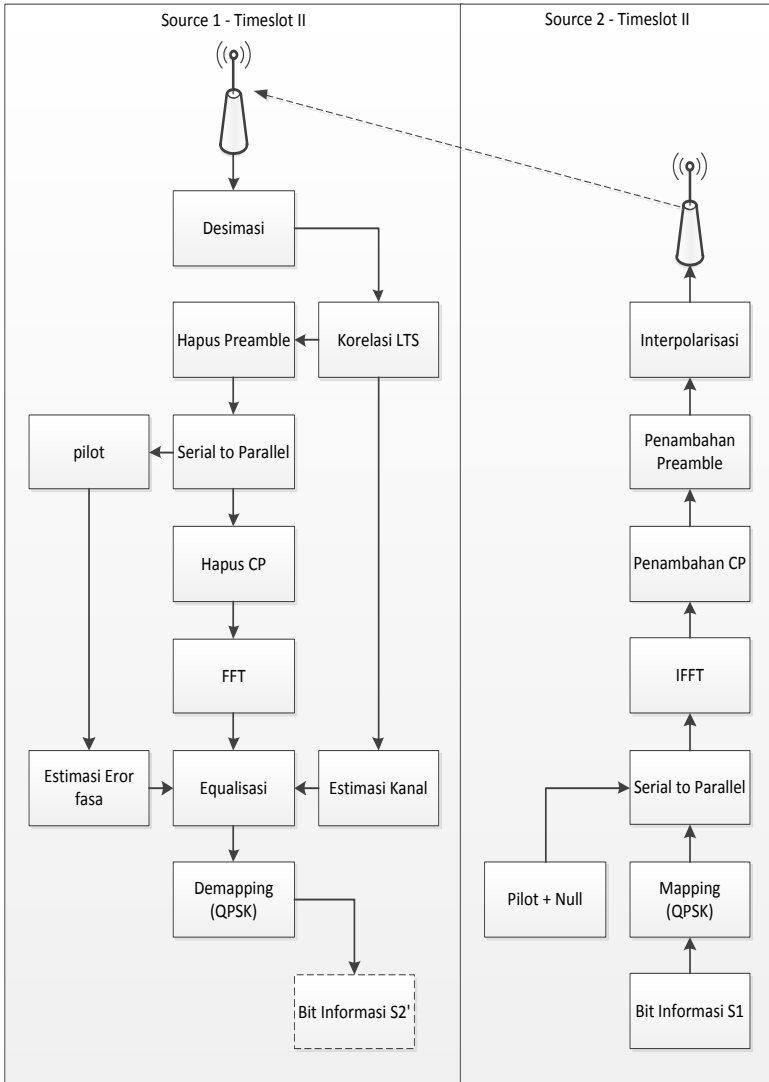 Source 1 - Timeslot II
Desimasi
Hapus Preamble
Korelasi LTS
pilot
Serial to Parallel
Hapus CP
FFT
Estimasi Eror
fasa
Equalisasi
Estimasi Kanal
Demapping
(QPSK)
Bit Informasi S2'
Source 2 - Timeslot II
Interpolarisasi
Penambahan
Preamble
Penambahan CP
IFFT
Serial to Parallel
Pilot + Null
Mapping
(QPSK)
Bit Informasi S1